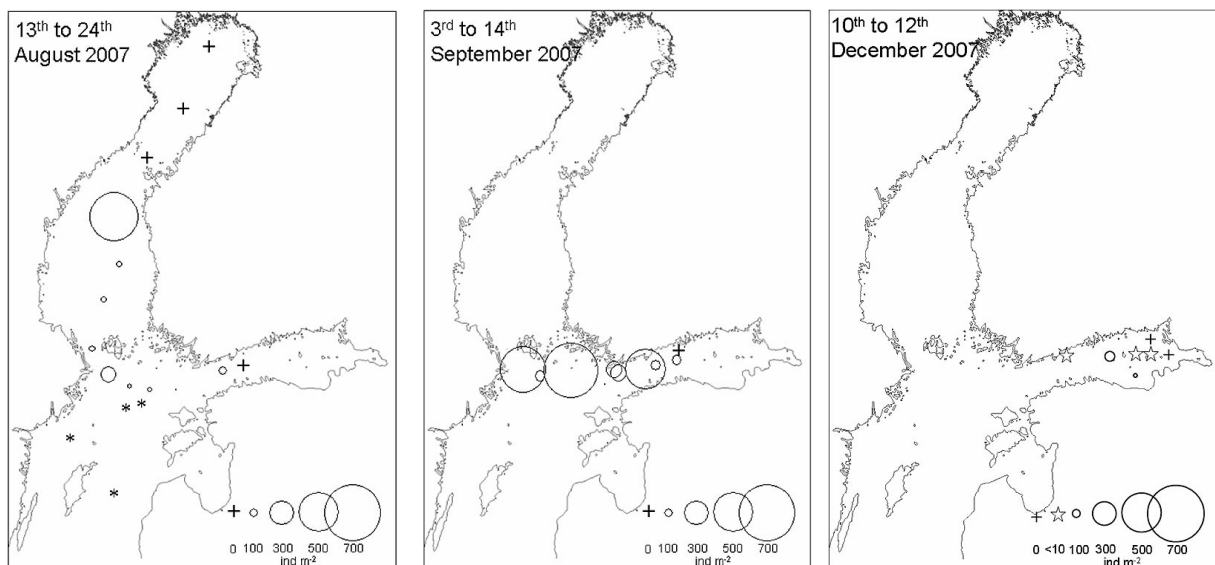 13th to 24th
August 2007
0 100 300 500 700
ind m-2
3rd to 14th
September 2007
0 100 300 500 700
ind m-2
10th to 12th
December 2007
0 <10 100 300 500 700
ind m-2